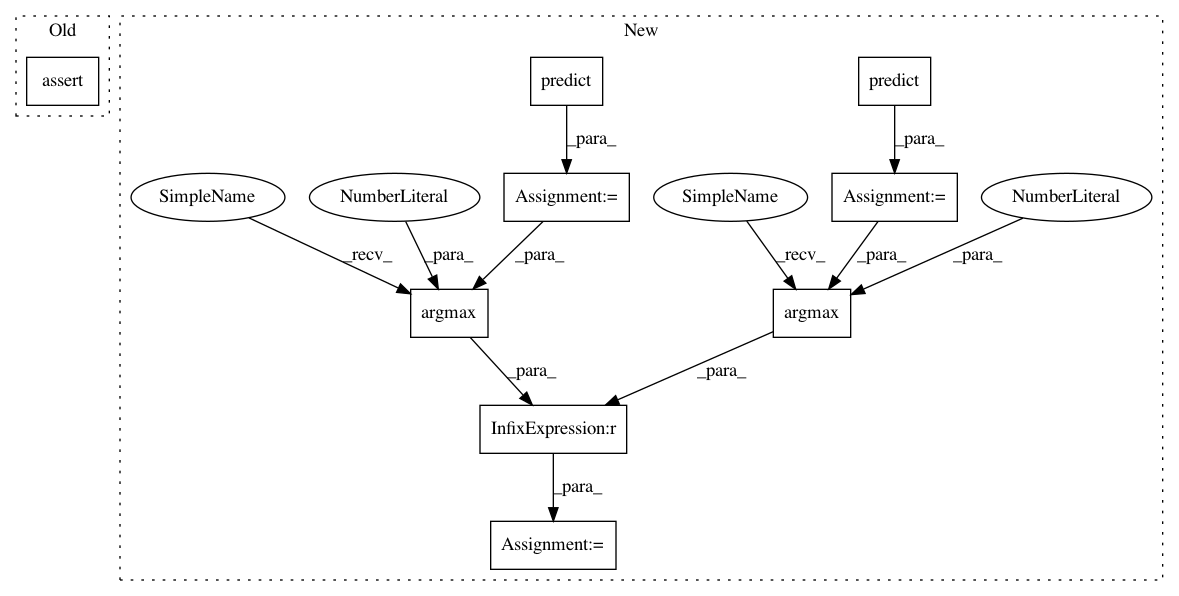 Old
New
assert
predict
predict
_para_
_para_
SimpleName
NumberLiteral
Assignment:=
SimpleName
Assignment:=
NumberLiteral
_recv_
_para_
_para_
_recv_
_para_
_para_
argmax
argmax
_para_
_para_
InfixExpression:r
_para_
Assignment:=